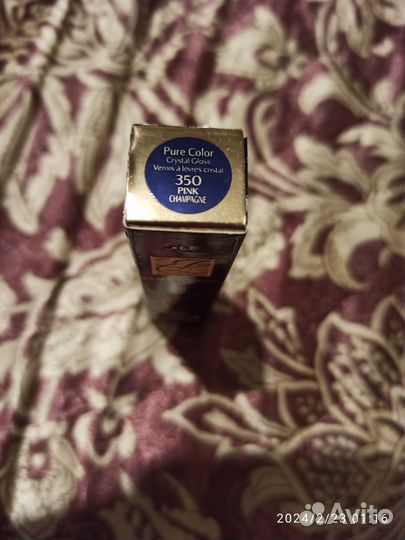 Pure Color
Crystal Gloss
Vernis à lèvres cristal
350
PINK
CHAMPAGNE
2024/2/23 01:16
Avito